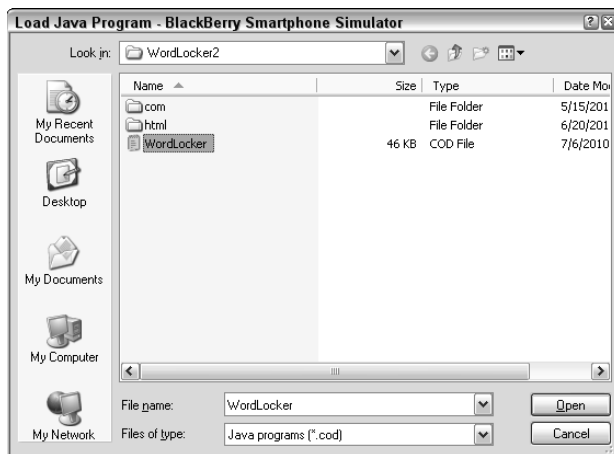 Load Java Program - BlackBerry Smartphone Simulator
Look in: WordLocker2
Name Size Type Date Mo
com File Folder 5/15/201
html File Folder 6/20/201
WordLocker 46 KB COD File 7/6/2010
My Recent
Documents
Desktop
My Documents
My Computer
My Network
File name: WordLocker Open
Files of type: Java programs (*.cod) Cancel